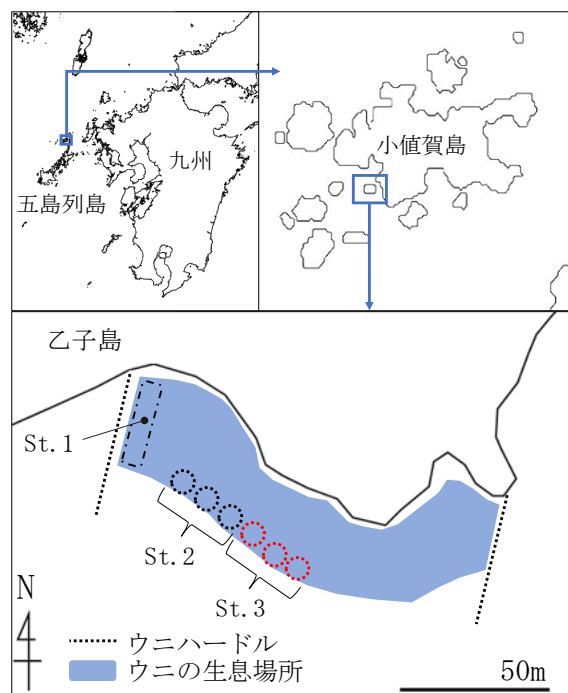 九州
五島列島
小値賀島
乙子島
St.1
St.2
St.3
N
ウニハードル
ウニの生息場所
50m